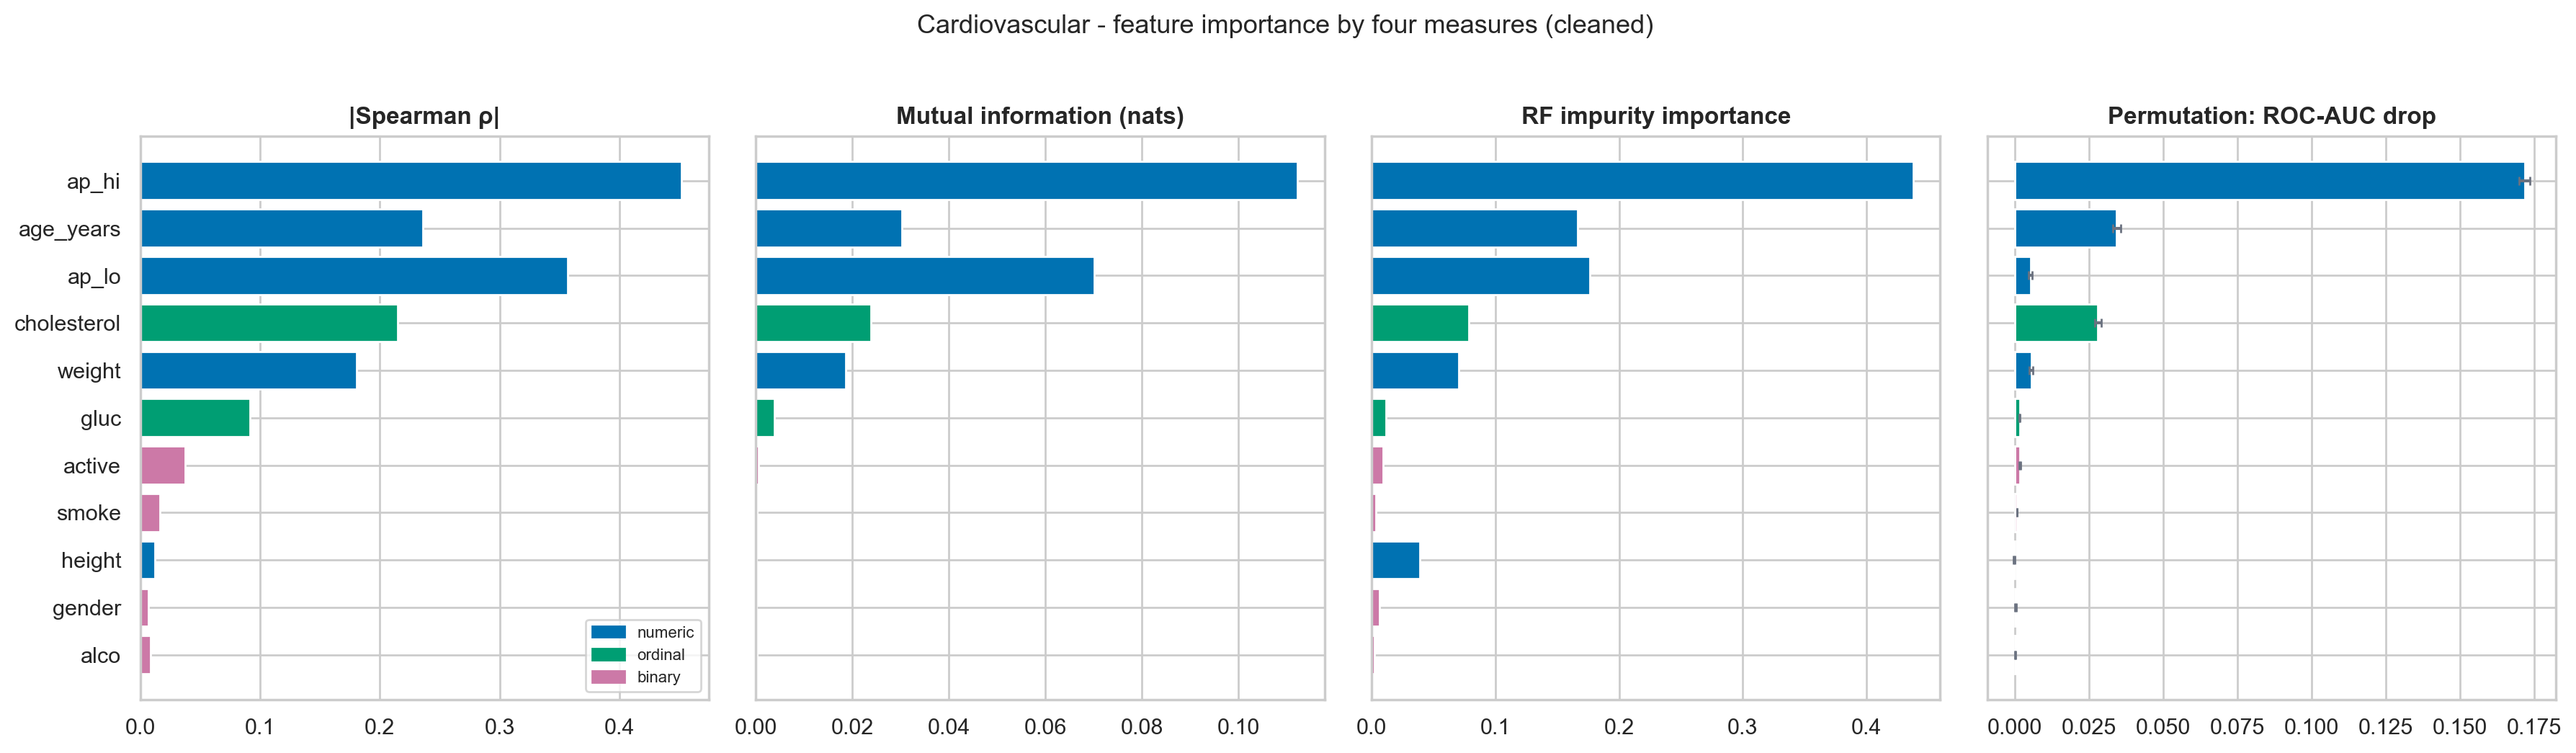 Cardiovascular - feature importance by four measures (cleaned)
|Spearman ρ|
Mutual information (nats)
RF impurity importance
Permutation: ROC-AUC drop
ap_hi
age_years
ap_lo
cholesterol
weight
gluc
active
smoke
height
gender
alco
numeric
ordinal
binary
0.0 0.1 0.2 0.3 0.4
0.00 0.02 0.04 0.06 0.08 0.10
0.0 0.1 0.2 0.3 0.4
0.000 0.025 0.050 0.075 0.100 0.125 0.150 0.175